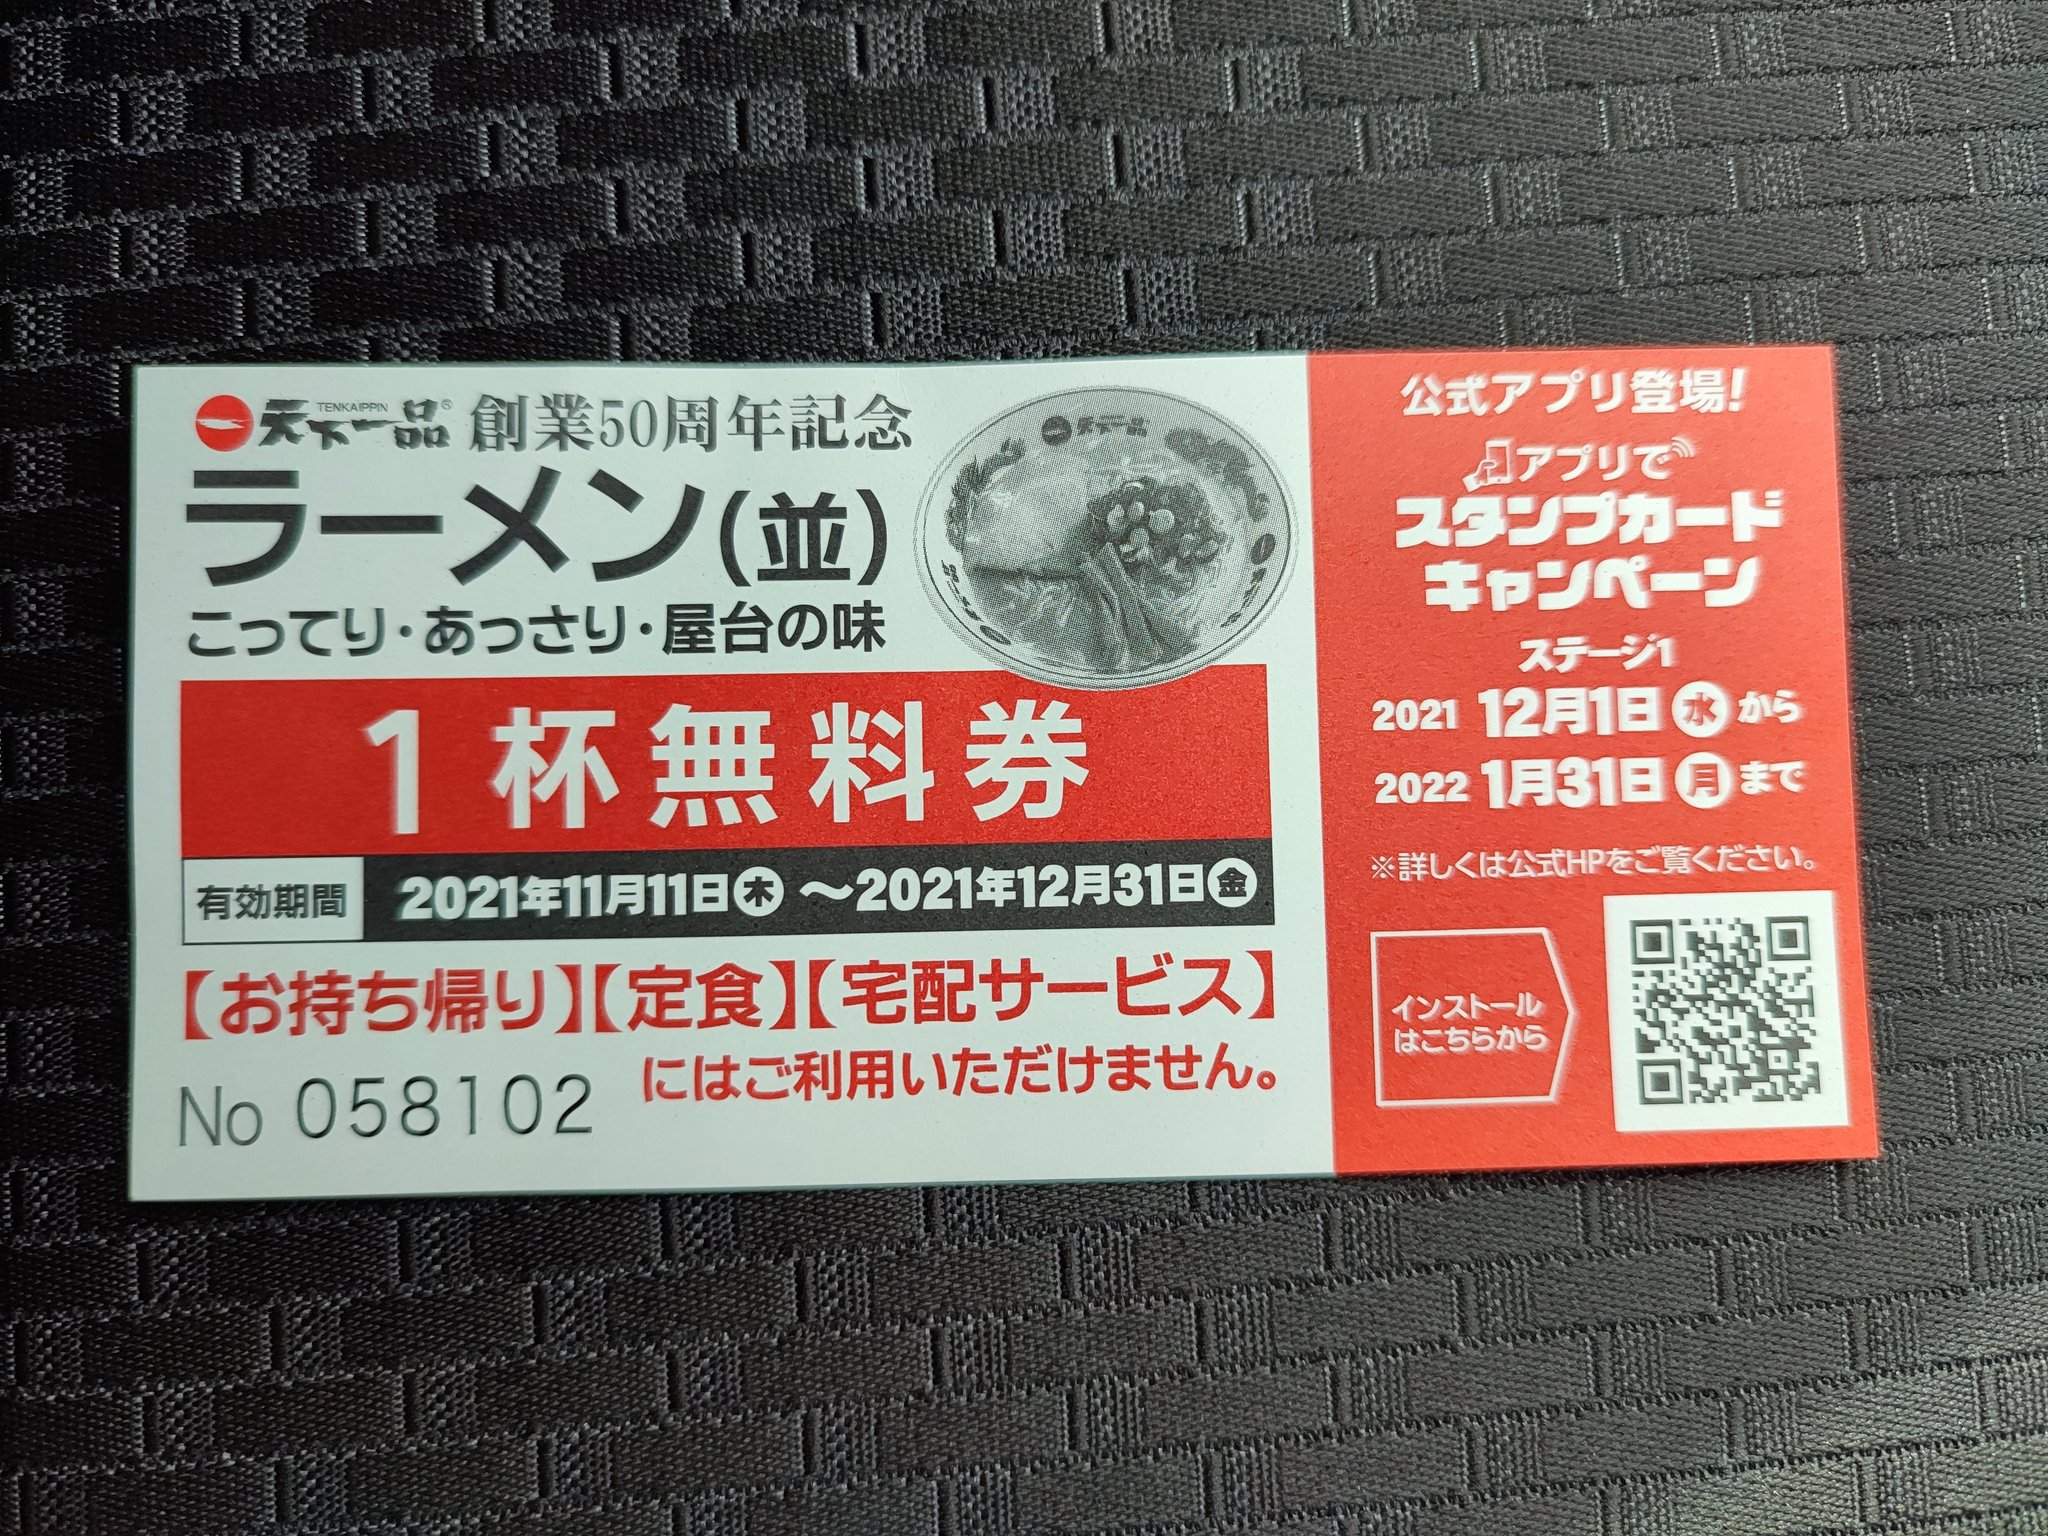 天下一品 TENKAIPPIN ® 創業50周年記念
ラーメン(並)
こってり・あっさり・屋台の味
天下一品
1杯無料券
有効期間 2021年11月11日木 ～2021年12月31日金
【お持ち帰り】【定食】【宅配サービス】
にはご利用いただけません。
No 058102
公式アプリ登場!
アプリで
スタンプカード
キャンペーン
ステージ1
2021 12月1日 水 から
2022 1月31日 月 まで
※詳しくは公式HPをご覧ください。
インストール
はこちらから